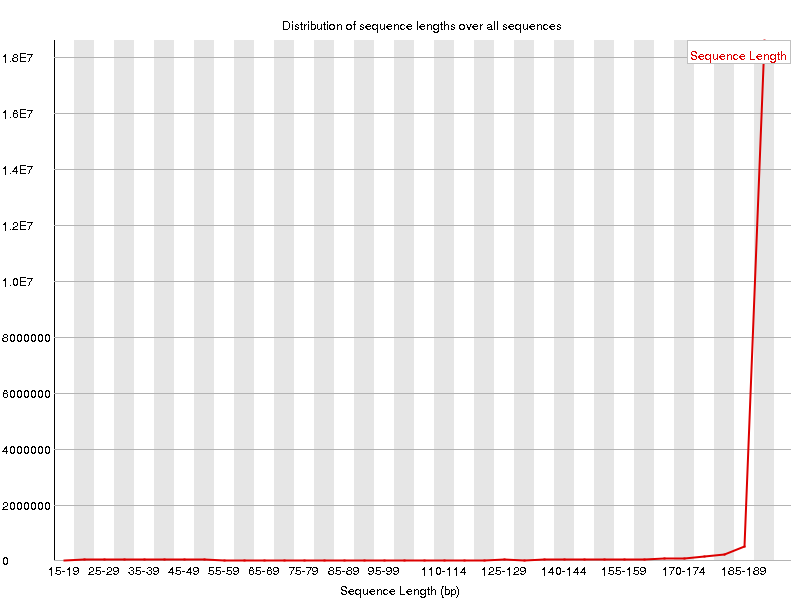 Distribution of sequence lengths over all sequences
Sequence Length
1.8E7
1.6E7
1.4E7
1.2E7
1.0E7
8000000
6000000
4000000
2000000
0
15-19 25-29 35-39 45-49 55-59 65-69 75-79 85-89 95-99 110-114 125-129 140-144 155-159 170-174 185-189
Sequence Length (bp)